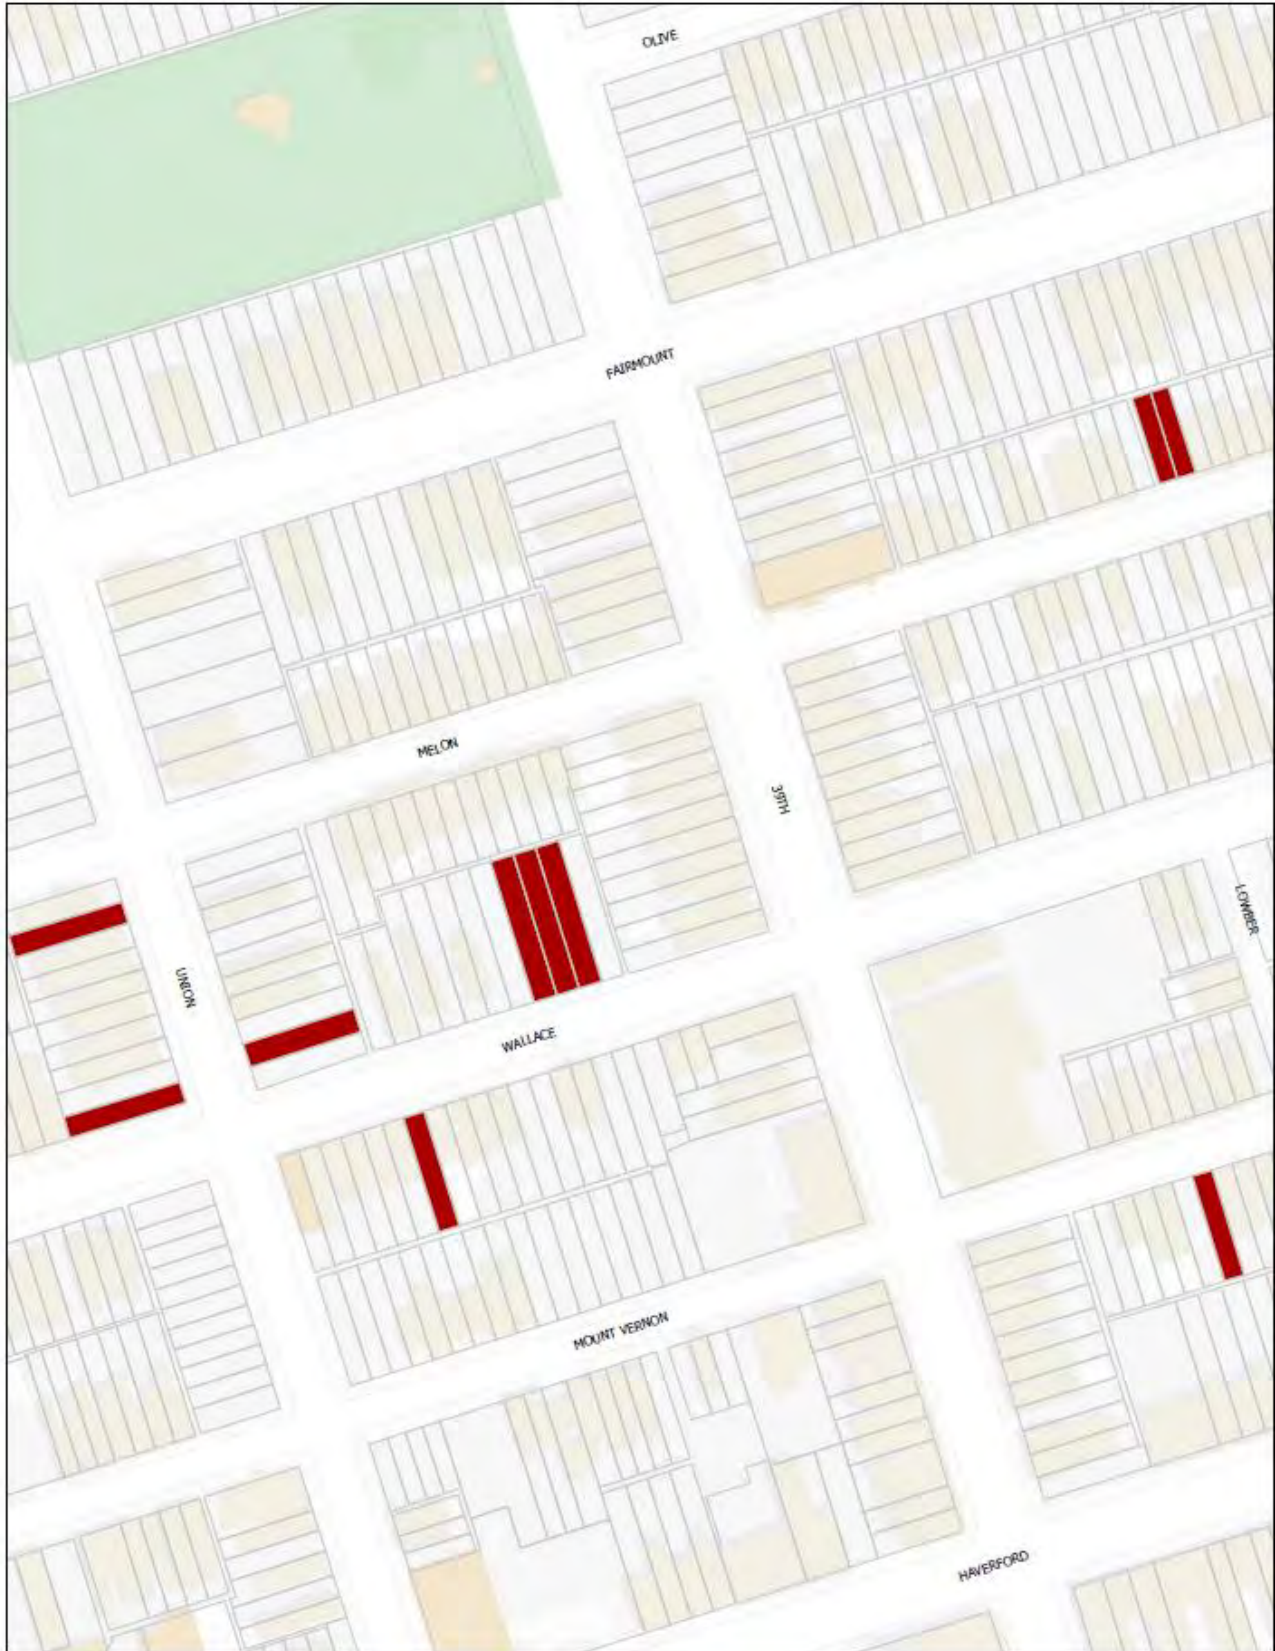 OLIVE
FAIRMOUNT
MELON
39TH
LOWBER
UNION
WALLACE
MOUNT VERNON
HAVERFORD